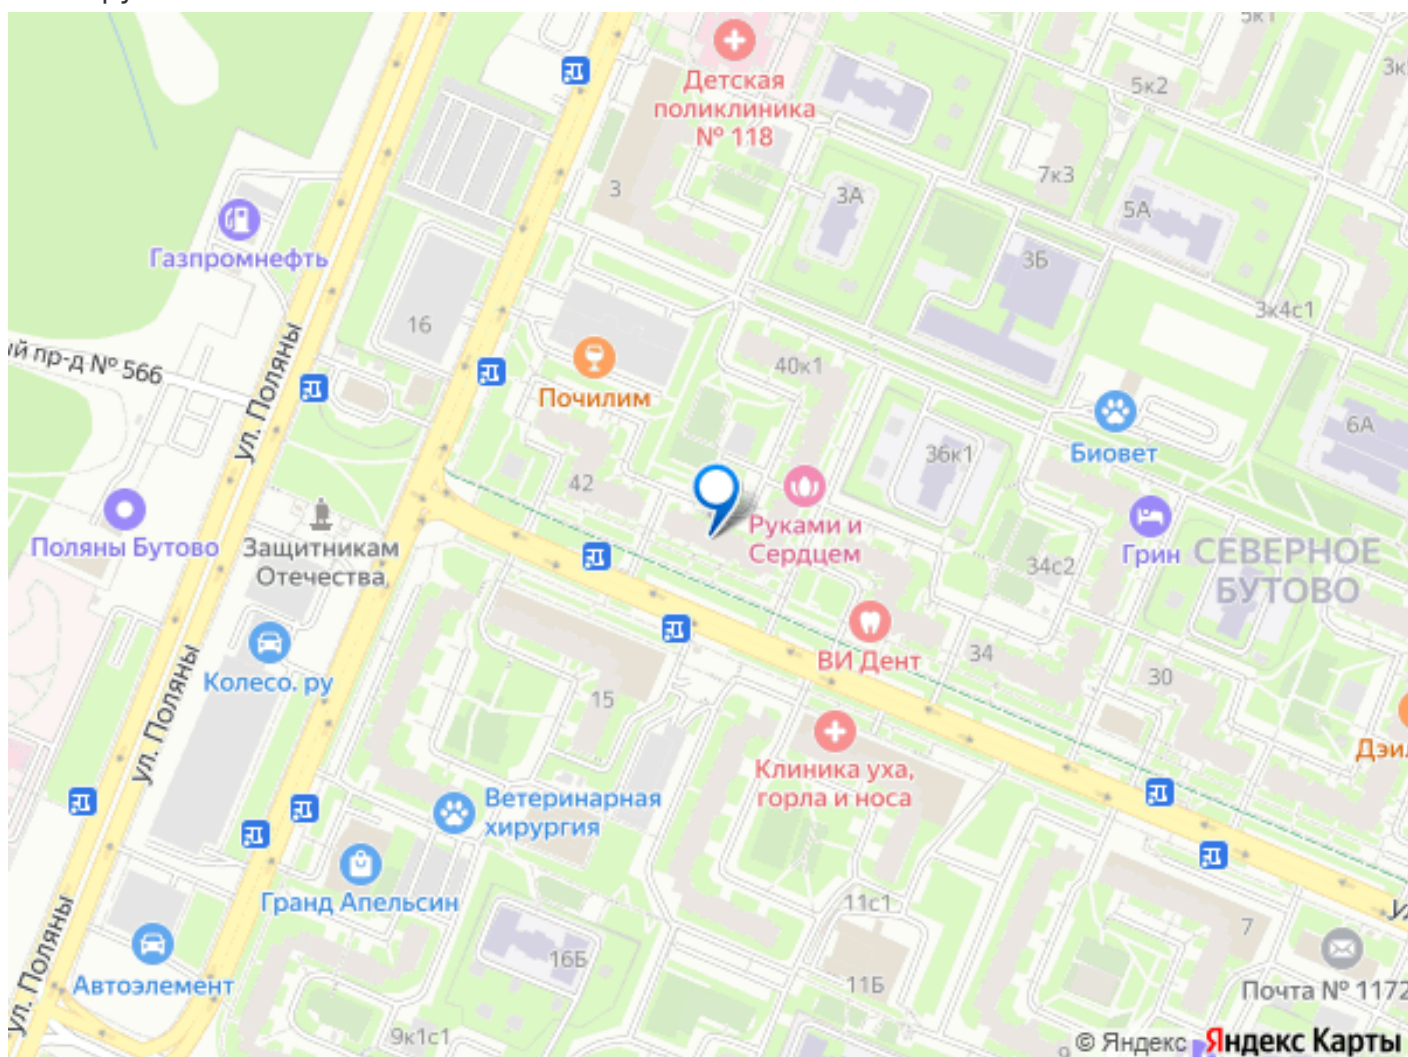 5к1
Детская
поликлиника
№ 118
5к2
3к
7к3
3
3А
5А
Газпромнефть
3Б
3к4с1
16
ул. Поляны
й пр-д № 566
40к1
Почилим
6А
36к1
Биовет
42
Руками и
Сердцем
Поляны Бутово
Защитникам
Отечества
Грин
СЕВЕРНОЕ
БУТОВО
34с2
ВИ Дент
34
30
Колесо. ру
ул. Поляны
15
Клиника уха,
горла и носа
Ветеринарная
хирургия
Гранд Апельсин
11с1
7
ул. Поляны
Автоэлемент
16Б
11Б
Почта № 1172
9к1с1
9
© Яндекс Яндекс Карты